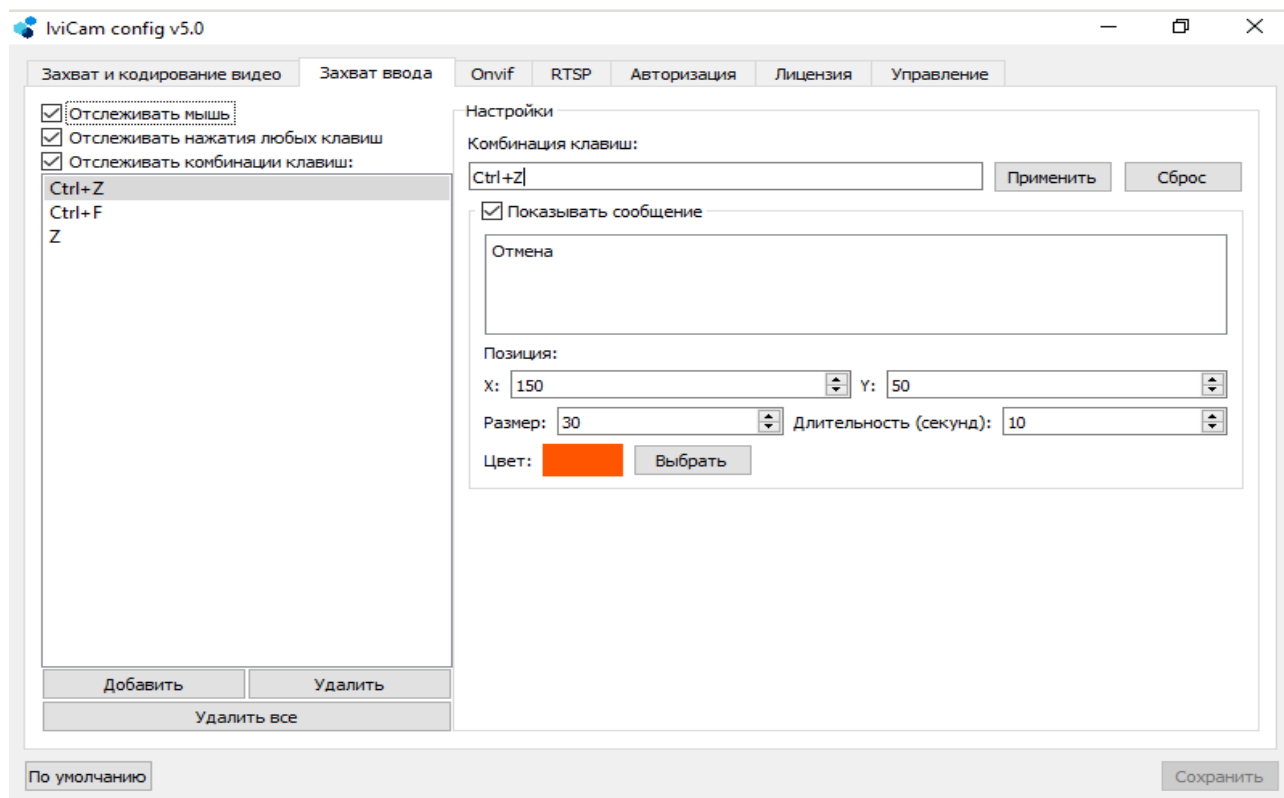 IviCam config v5.0
Захват и кодирование видео Захват ввода Onvif RTSP Авторизация Лицензия Управление
Отслеживать мышь
Отслеживать нажатия любых клавиш
Отслеживать комбинации клавиш:
Ctrl+Z
Ctrl+F
Z
Добавить Удалить
Удалить все
Настройки
Комбинация клавиш:
Ctrl+Z Применить Сброс
Показывать сообщение
Отмена
Позиция:
X: 150 Y: 50
Размер: 30 Длительность (секунд): 10
Цвет: Выбрать
По умолчанию Сохранить